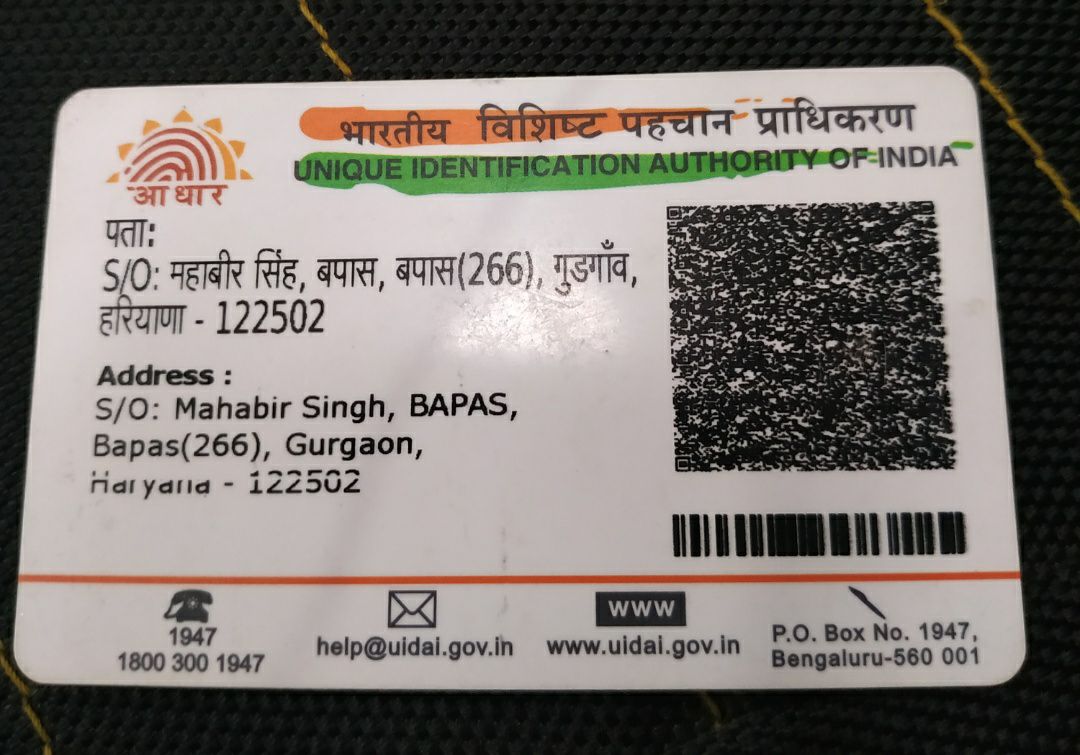 भारतीय विशिष्ट पहचान प्राधिकरण
UNIQUE IDENTIFICATION AUTHORITY OF INDIA
आधार
पता:
S/O: महाबीर सिंह, बपास, बपास(266), गुडगाँव,
हरियाणा - 122502
Address :
S/O: Mahabir Singh, BAPAS,
Bapas(266), Gurgaon,
Haryana - 122502
1947
1800 300 1947
help@uidai.gov.in
www
www.uidai.gov.in
P.O. Box No. 1947,
Bengaluru-560 001